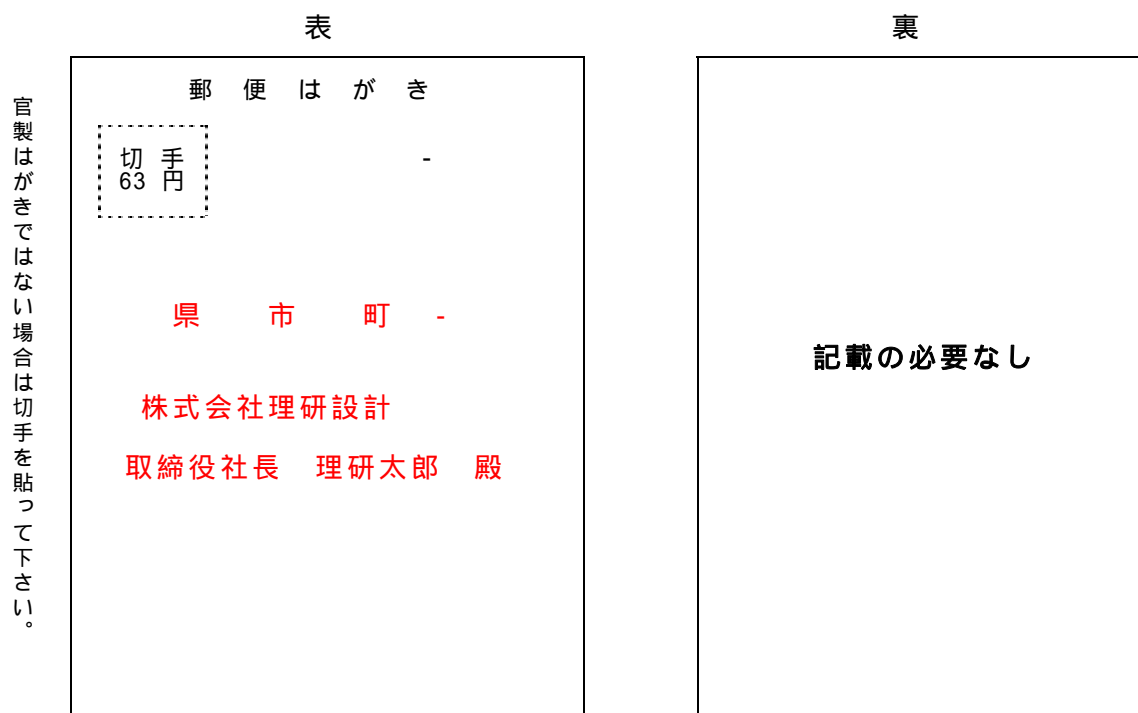 表
郵便はがき
切手
63円
-
県 市 町 -
株式会社理研設計
取締役社長 理研太郎 殿
官製はがきではない場合は切手を貼って下さい。
裏
記載の必要なし